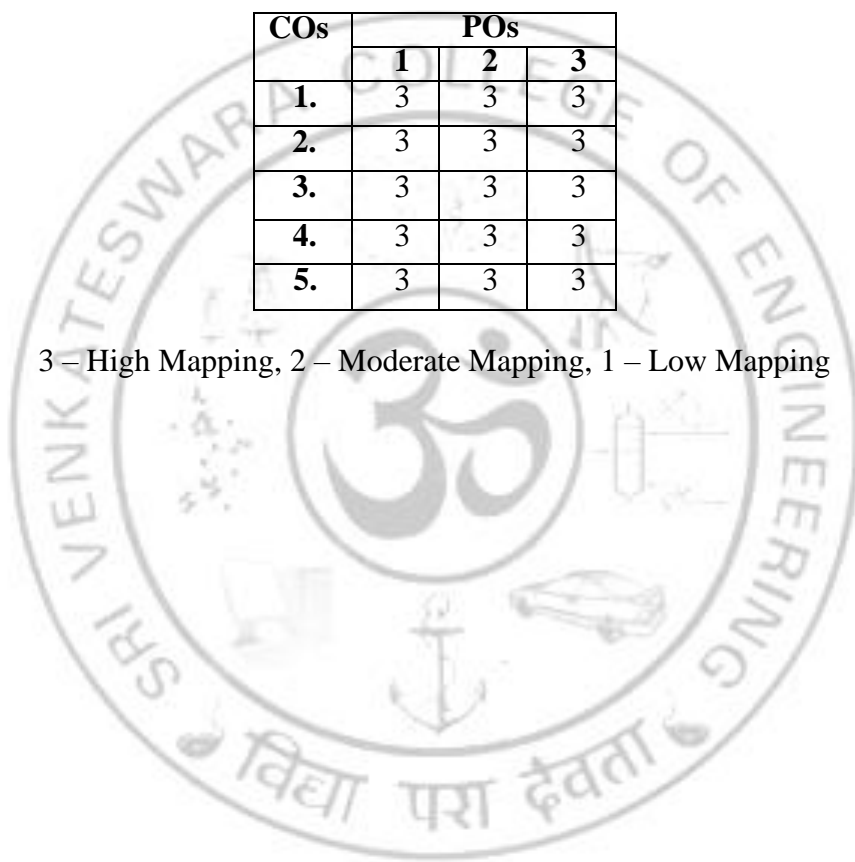 COs POs
1 2 3
1. 3 3 3
2. 3 3 3
3. 3 3 3
4. 3 3 3
5. 3 3 3
3 – High Mapping, 2 – Moderate Mapping, 1 – Low Mapping
SRI VENKATESWARA COLLEGE OF ENGINEERING
विद्या परा दैवता